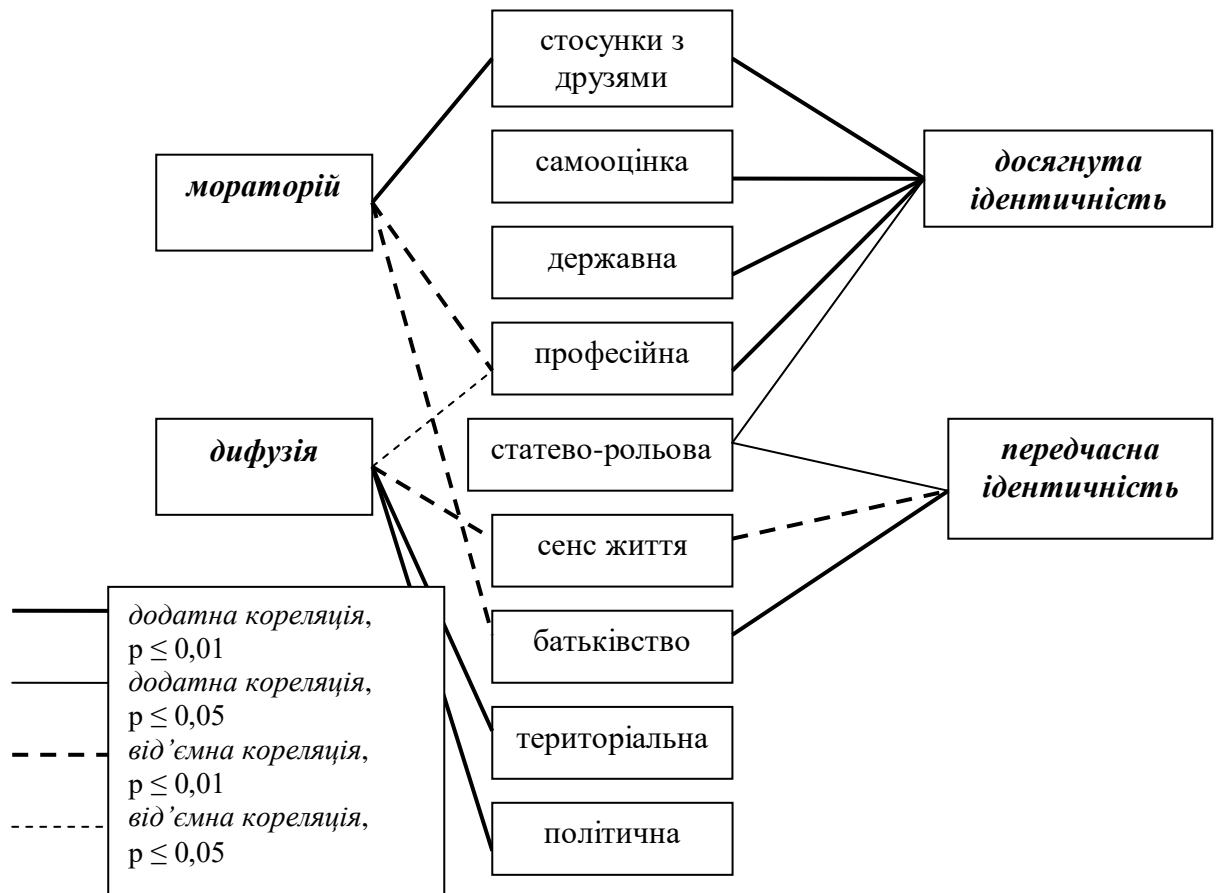 стосунки з
друзями
мораторій
самооцінка
досягнута
ідентичність
державна
професійна
дифузія
статево-рольова
передчасна
ідентичність
сенс життя
батьківство
територіальна
політична
додатна кореляція,
p ≤ 0,01
додатна кореляція,
p ≤ 0,05
від’ємна кореляція,
p ≤ 0,01
від’ємна кореляція,
p ≤ 0,05